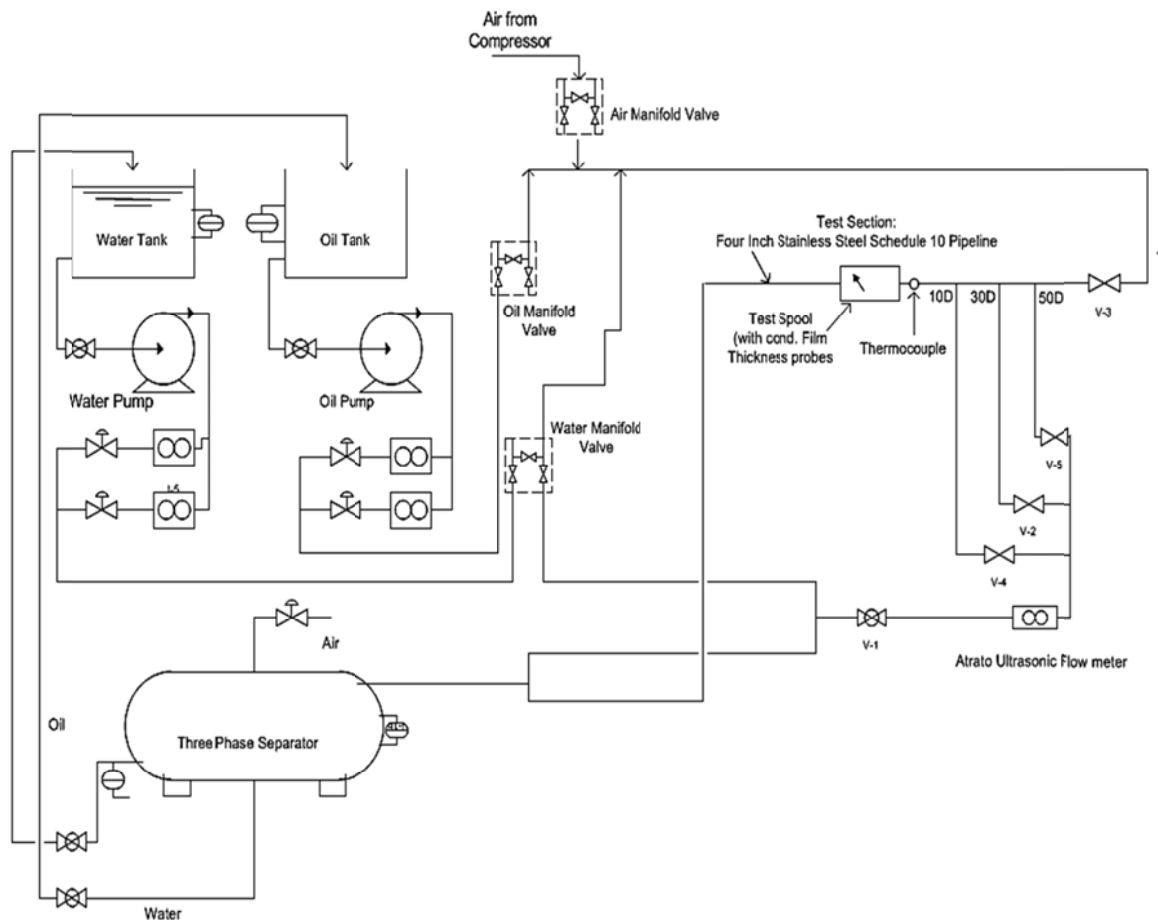 Air from
Compressor
Air Manifold Valve
Water Tank
Oil Tank
Test Section:
Four Inch Stainless Steel Schedule 10 Pipeline
Oil Manifold
Valve
10D
30D
50D
V-3
Test Spool
(with cond. Film
Thickness probes
Thermocouple
Water Pump
Oil Pump
Water Manifold
Valve
V-5
V-2
V-4
V-1
Atrato Ultrasonic Flow meter
Air
Oil
Three Phase Separator
Water